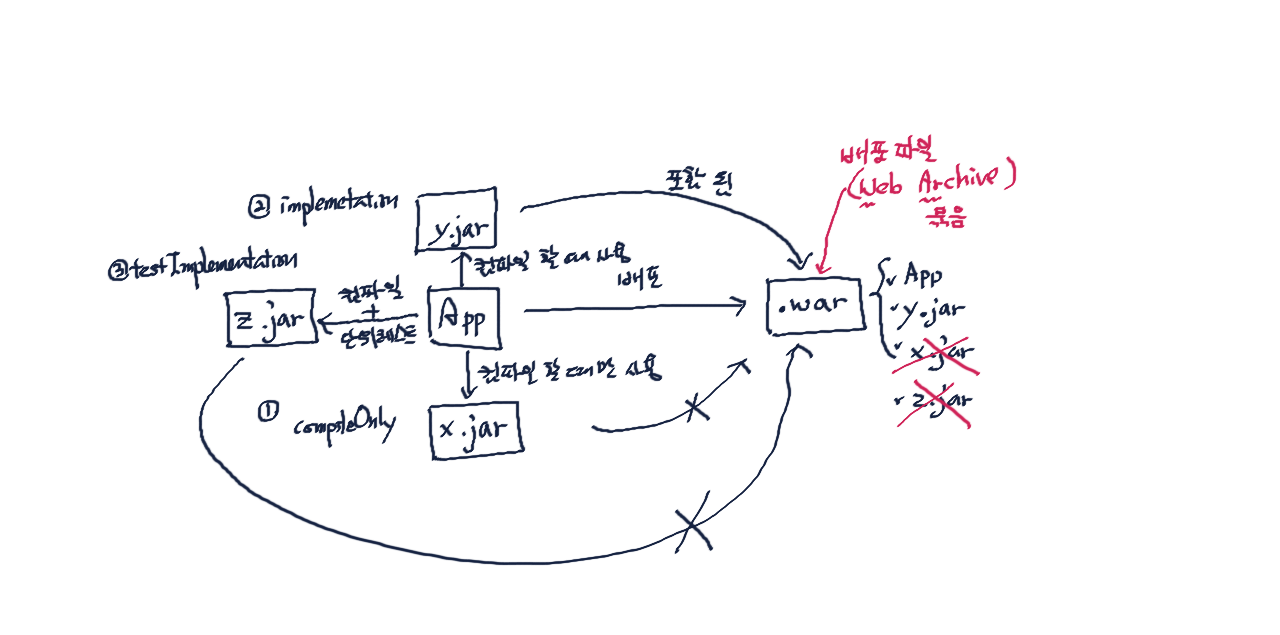 배포 파일
(Web Archive)
묶음
포함 됨
② implemetation
y.jar
컴파일 할 때 사용
③ testImplementation
z.jar
컴파일
+
단위테스트
App
배포
.war
App
y.jar
x.jar
z.jar
컴파일 할 때만 사용
①
compileOnly
x.jar